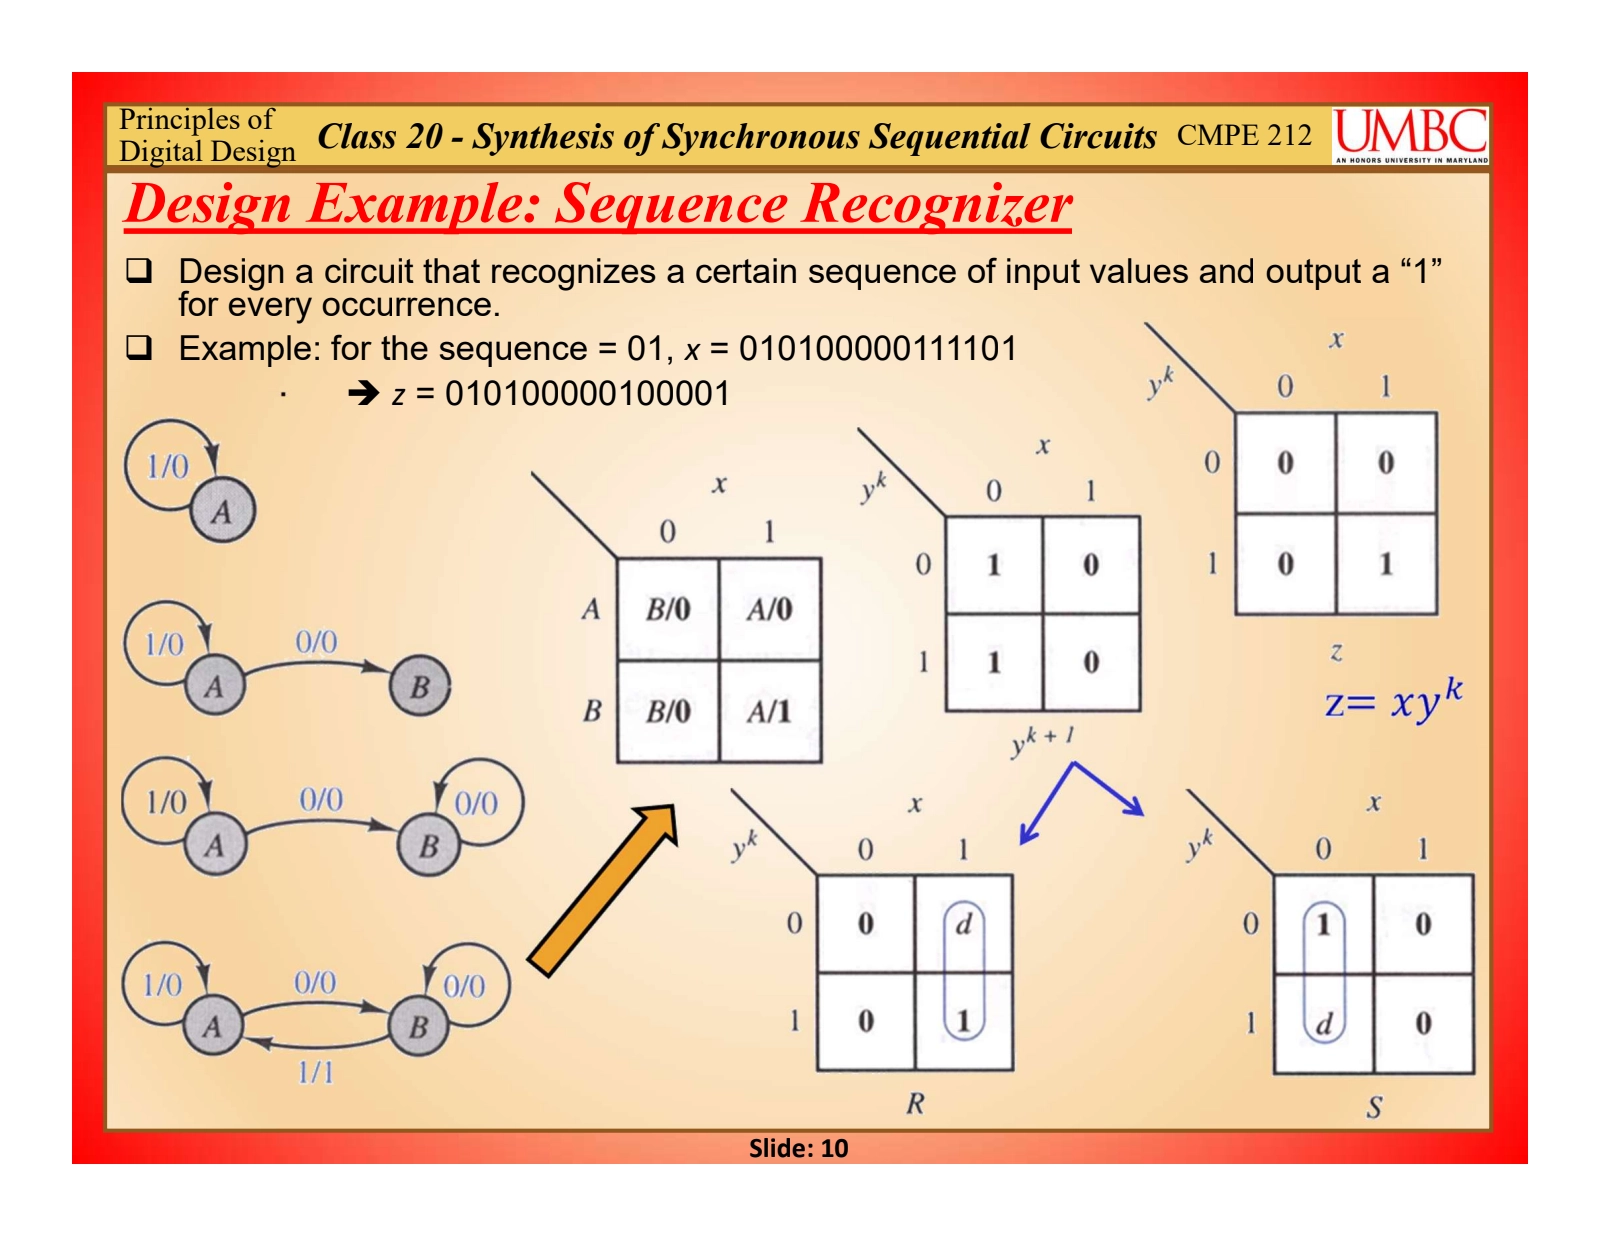 Principles of
Digital Design
Class 20 - Synthesis of Synchronous Sequential Circuits
CMPE 212
UMBC
AN HONORS UNIVERSITY IN MARYLAND
Design Example: Sequence Recognizer
❑ Design a circuit that recognizes a certain sequence of input values and output a “1”
for every occurrence.
❑ Example: for the sequence = 01, x = 010100000111101
· ➔ z = 010100000100001
1/0
A
1/0
0/0
A
B
1/0
0/0
0/0
A
B
1/0
0/0
0/0
A
B
1/1
x
0 1
A B/0 A/0
B B/0 A/1
x
y^k
0 1
0 1 0
1 1 0
y^{k + 1}
x
y^k
0 1
0 0 0
1 0 1
z
z= xy^k
x
y^k
0 1
0 0 d
1 0 1
R
x
y^k
0 1
0 1 0
1 d 0
S
Slide: 10